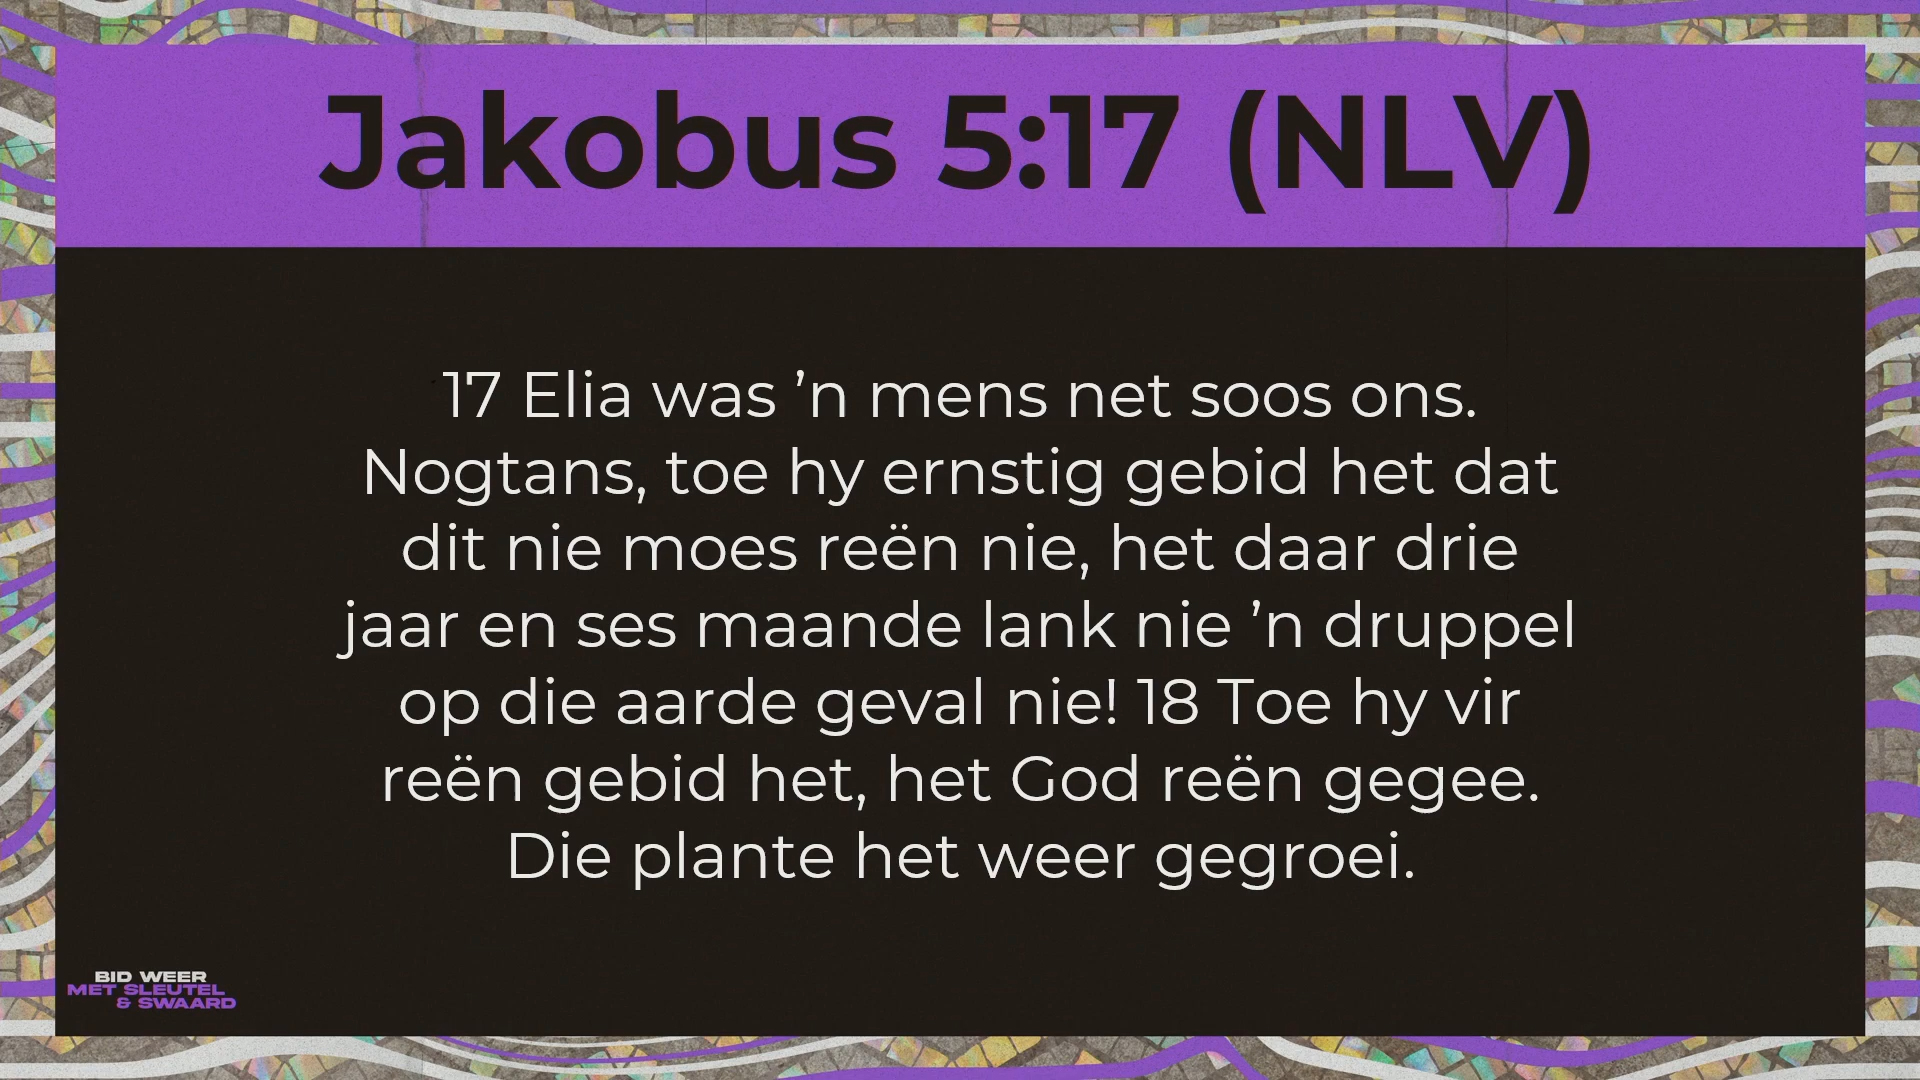 Jakobus 5:17 (NLV)
17 Elia was ’n mens net soos ons.
Nogtans, toe hy ernstig gebid het dat
dit nie moes reën nie, het daar drie
jaar en ses maande lank nie ’n druppel
op die aarde geval nie! 18 Toe hy vir
reën gebid het, het God reën gegee.
Die plante het weer gegroei.
BID WEER
MET SLEUTEL
& SWAARD